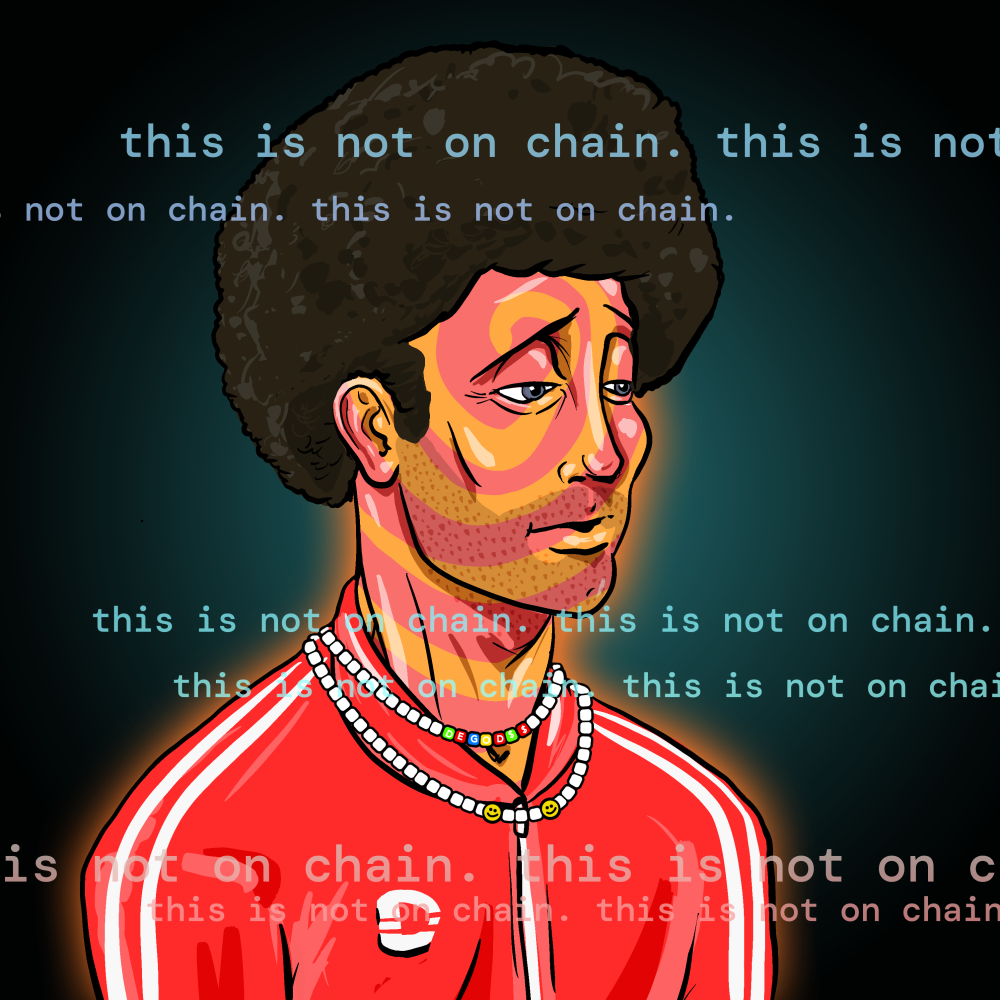 this is not on chain. this is not
not on chain. this is not on chain.
this is not on chain. this is not on chain.
this is not on chain. this is not on chai
DEGOD$$
is not on chain. this is not on c
this is not on chain. this is not on chain